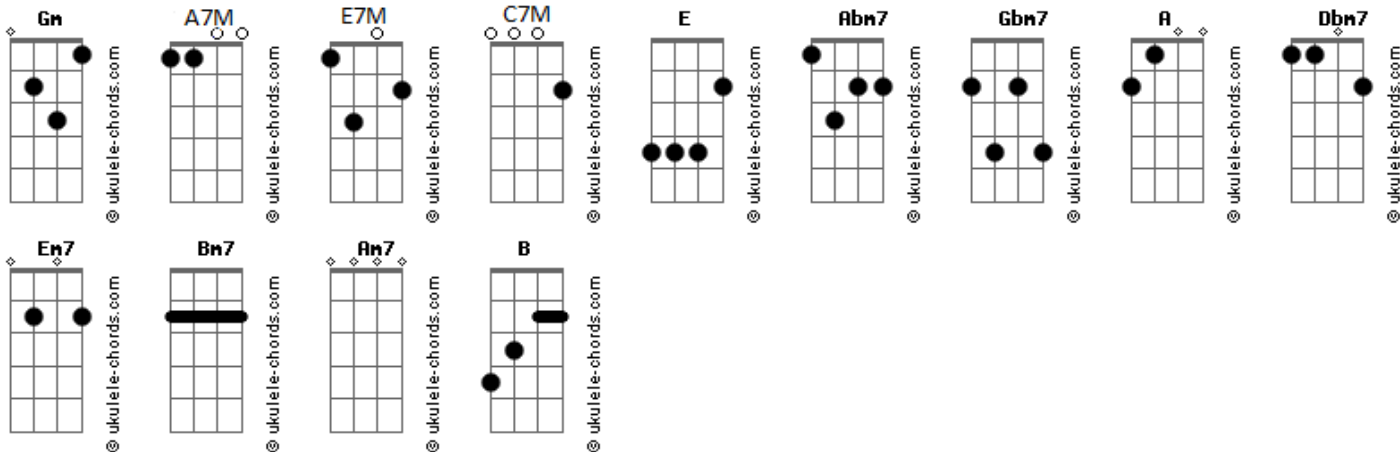 Gm A7M E7M C7M E Abm7 Gbm7 A Dbm7
© ukulele-chords.com © ukulele-chords.com © ukulele-chords.com © ukulele-chords.com © ukulele-chords.com © ukulele-chords.com © ukulele-chords.com © ukulele-chords.com © ukulele-chords.com
Em7 Bm7 Am7 B
© ukulele-chords.com © ukulele-chords.com © ukulele-chords.com © ukulele-chords.com